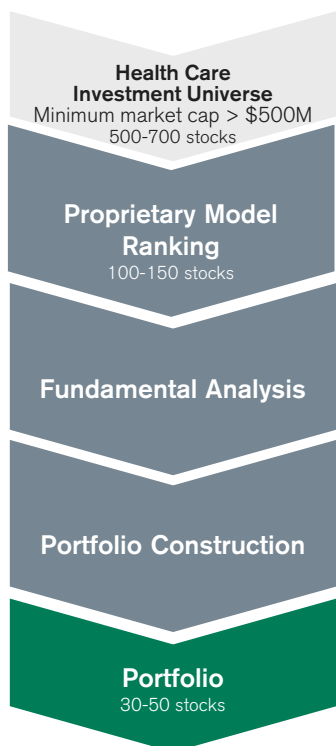 Health Care
Investment Universe
Minimum market cap > $500M
500-700 stocks
Proprietary Model
Ranking
100-150 stocks
Fundamental Analysis
Portfolio Construction
Portfolio
30-50 stocks